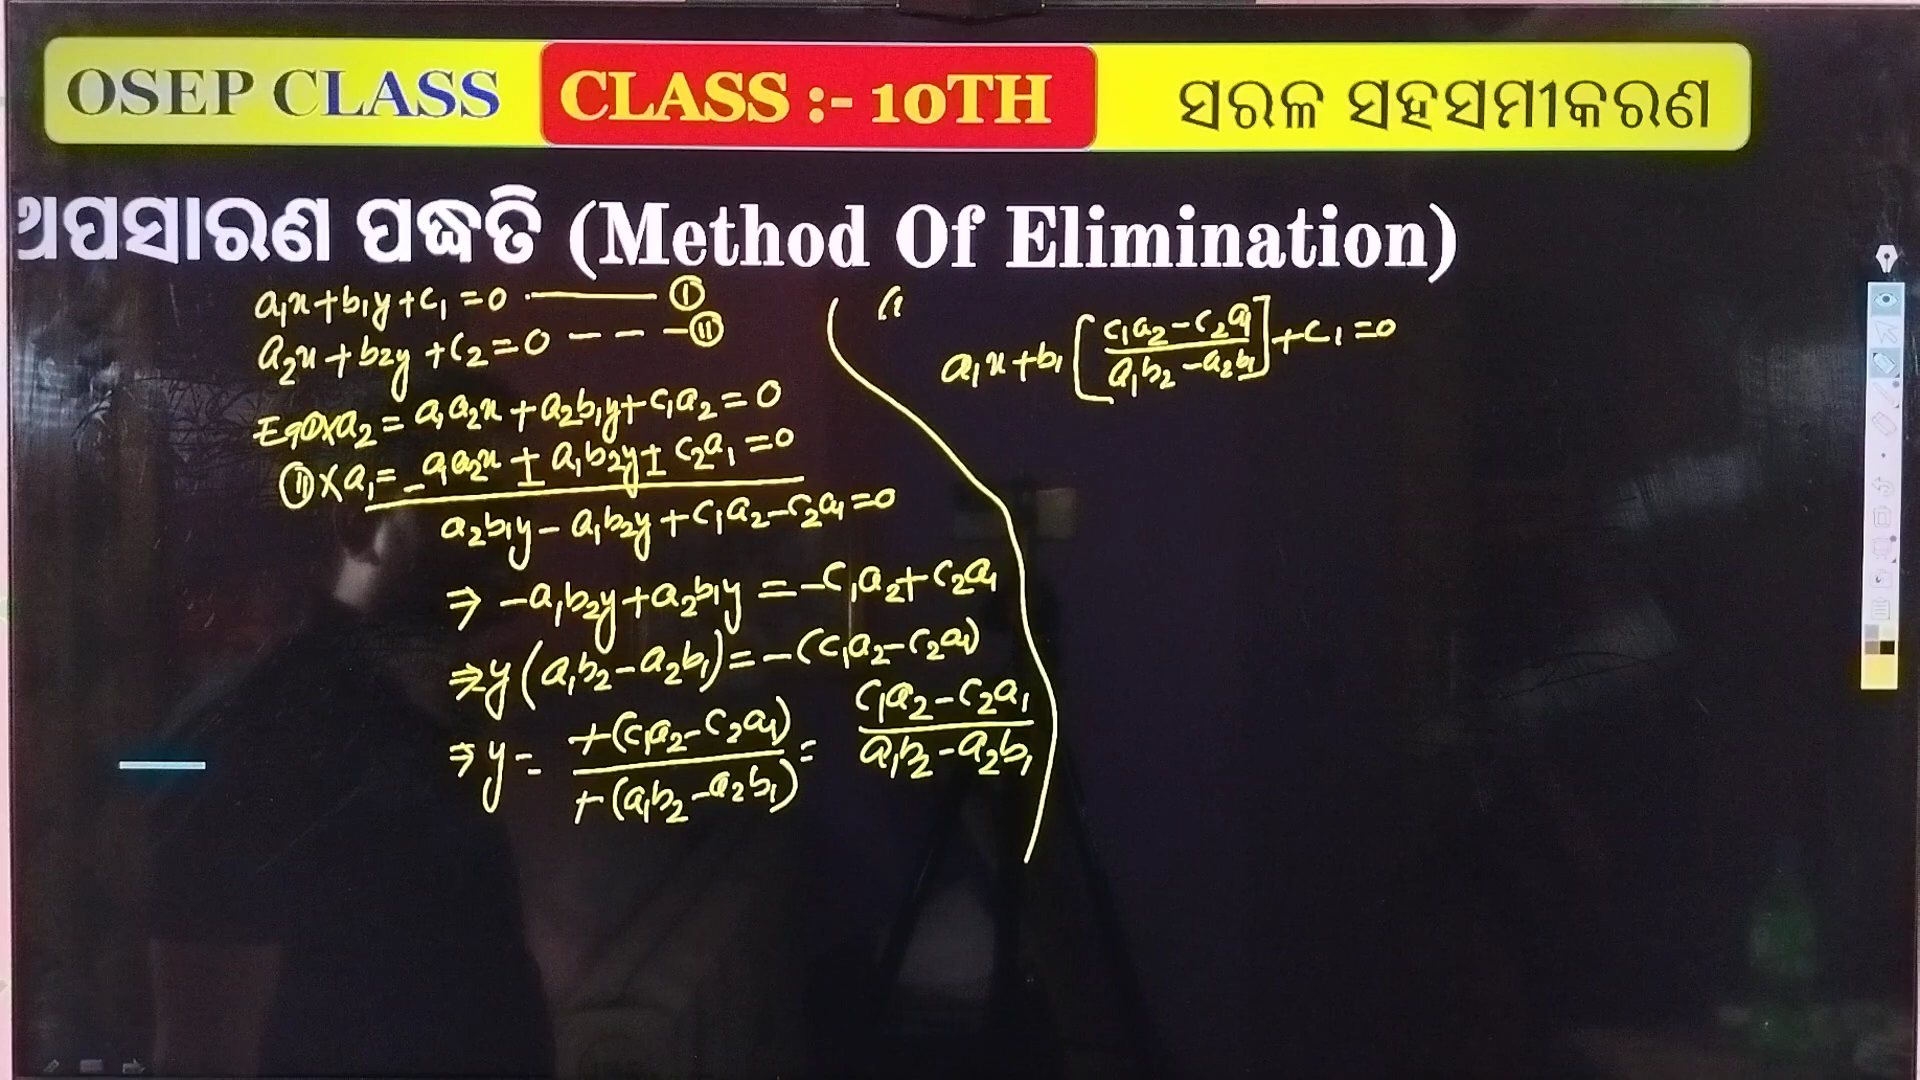 OSEP CLASS CLASS :- 10TH ସରଳ ସହସମୀକରଣ
ଅପସାରଣ ପଦ୍ଧତି (Method Of Elimination)
a₁x+b₁y+c₁=0 ——— Ⓘ
a₂x+b₂y+c₂=0 - - - Ⓘⓘ
Eq①×a₂= a₁a₂x+a₂b₁y+c₁a₂=0
⑪×a₁= -a₁a₂x ± a₁b₂y ± c₂a₁=0
a₂b₁y-a₁b₂y+c₁a₂-c₂a₁=0
⇒ -a₁b₂y+a₂b₁y=-c₁a₂+c₂a₁
⇒ y(a₁b₂-a₂b₁)=-(c₁a₂-c₂a₁)
⇒ y= +(c₁a₂-c₂a₁)/+(a₁b₂-a₂b₁) = c₁a₂-c₂a₁/a₁b₂-a₂b₁
a₁x+b₁[c₁a₂-c₂a₁/a₁b₂-a₂b₁]+c₁=0